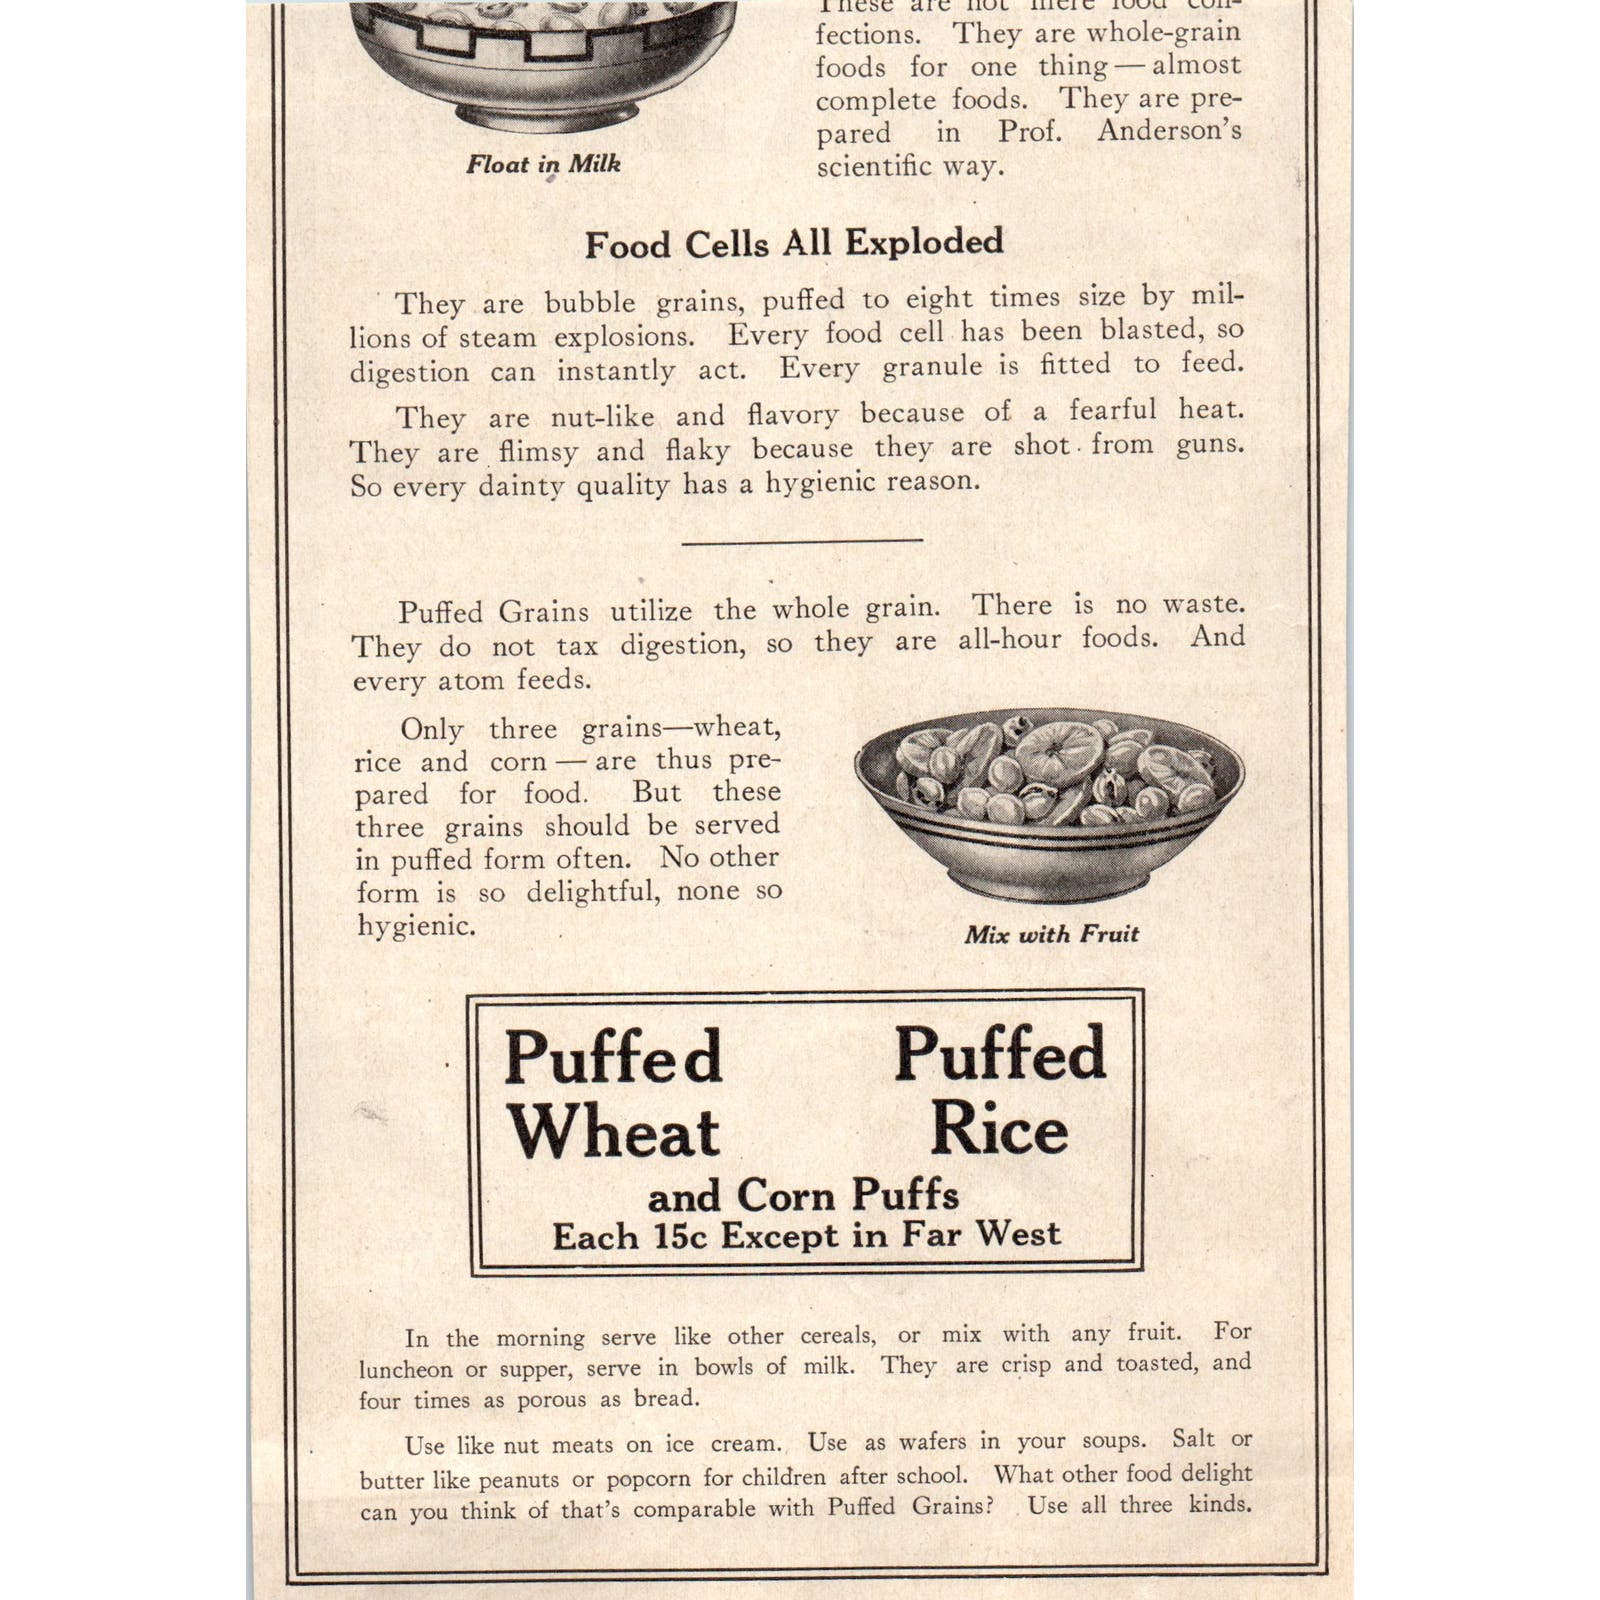 These are not mere food con-
fections. They are whole-grain
foods for one thing — almost
complete foods. They are pre-
pared in Prof. Anderson's
scientific way.
Float in Milk
Food Cells All Exploded
They are bubble grains, puffed to eight times size by mil-
lions of steam explosions. Every food cell has been blasted, so
digestion can instantly act. Every granule is fitted to feed.
They are nut-like and flavory because of a fearful heat.
They are flimsy and flaky because they are shot from guns.
So every dainty quality has a hygienic reason.
Puffed Grains utilize the whole grain. There is no waste.
They do not tax digestion, so they are all-hour foods. And
every atom feeds.
Only three grains—wheat,
rice and corn — are thus pre-
pared for food. But these
three grains should be served
in puffed form often. No other
form is so delightful, none so
hygienic.
Mix with Fruit
Puffed Puffed
Wheat Rice
and Corn Puffs
Each 15c Except in Far West
In the morning serve like other cereals, or mix with any fruit. For
luncheon or supper, serve in bowls of milk. They are crisp and toasted, and
four times as porous as bread.
Use like nut meats on ice cream. Use as wafers in your soups. Salt or
butter like peanuts or popcorn for children after school. What other food delight
can you think of that's comparable with Puffed Grains? Use all three kinds.